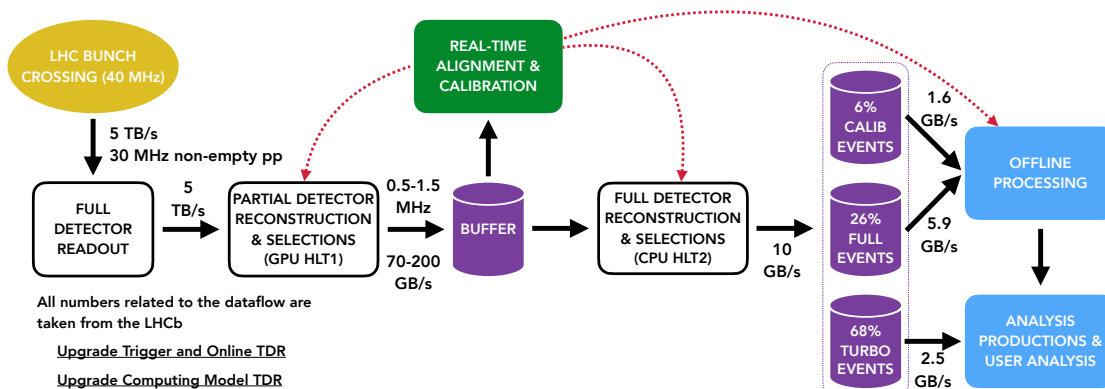 LHC BUNCH
CROSSING (40 MHz)
5 TB/s
30 MHz non-empty pp
FULL
DETECTOR
READOUT
5
TB/s
PARTIAL DETECTOR
RECONSTRUCTION
& SELECTIONS
(GPU HLT1)
0.5-1.5
MHz
70-200
GB/s
REAL-TIME
ALIGNMENT &
CALIBRATION
BUFFER
FULL DETECTOR
RECONSTRUCTION
& SELECTIONS
(CPU HLT2)
10
GB/s
6%
CALIB
EVENTS
26%
FULL
EVENTS
68%
TURBO
EVENTS
1.6
GB/s
5.9
GB/s
2.5
GB/s
OFFLINE
PROCESSING
ANALYSIS
PRODUCTIONS &
USER ANALYSIS
All numbers related to the dataflow are
taken from the LHCb
Upgrade Trigger and Online TDR
Upgrade Computing Model TDR